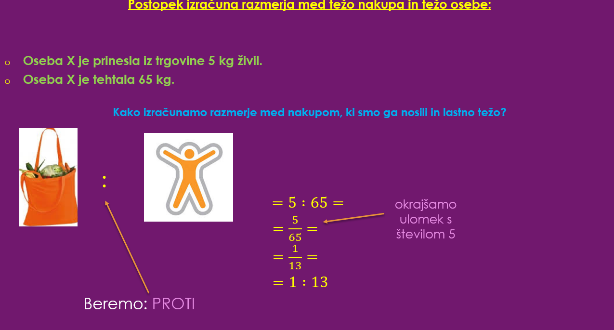 Postopek izračuna razmerja med težo nakupa in težo osebe:
o Oseba X je prinesla iz trgovine 5 kg živil.
o Oseba X je tehtala 65 kg.
Kako izračunamo razmerje med nakupom, ki smo ga nosili in lastno težo?
:
= 5 : 65 =
= 5/65 =
= 1/13 =
= 1 : 13
okrajšamo
ulomek s
številom 5
Beremo: PROTI